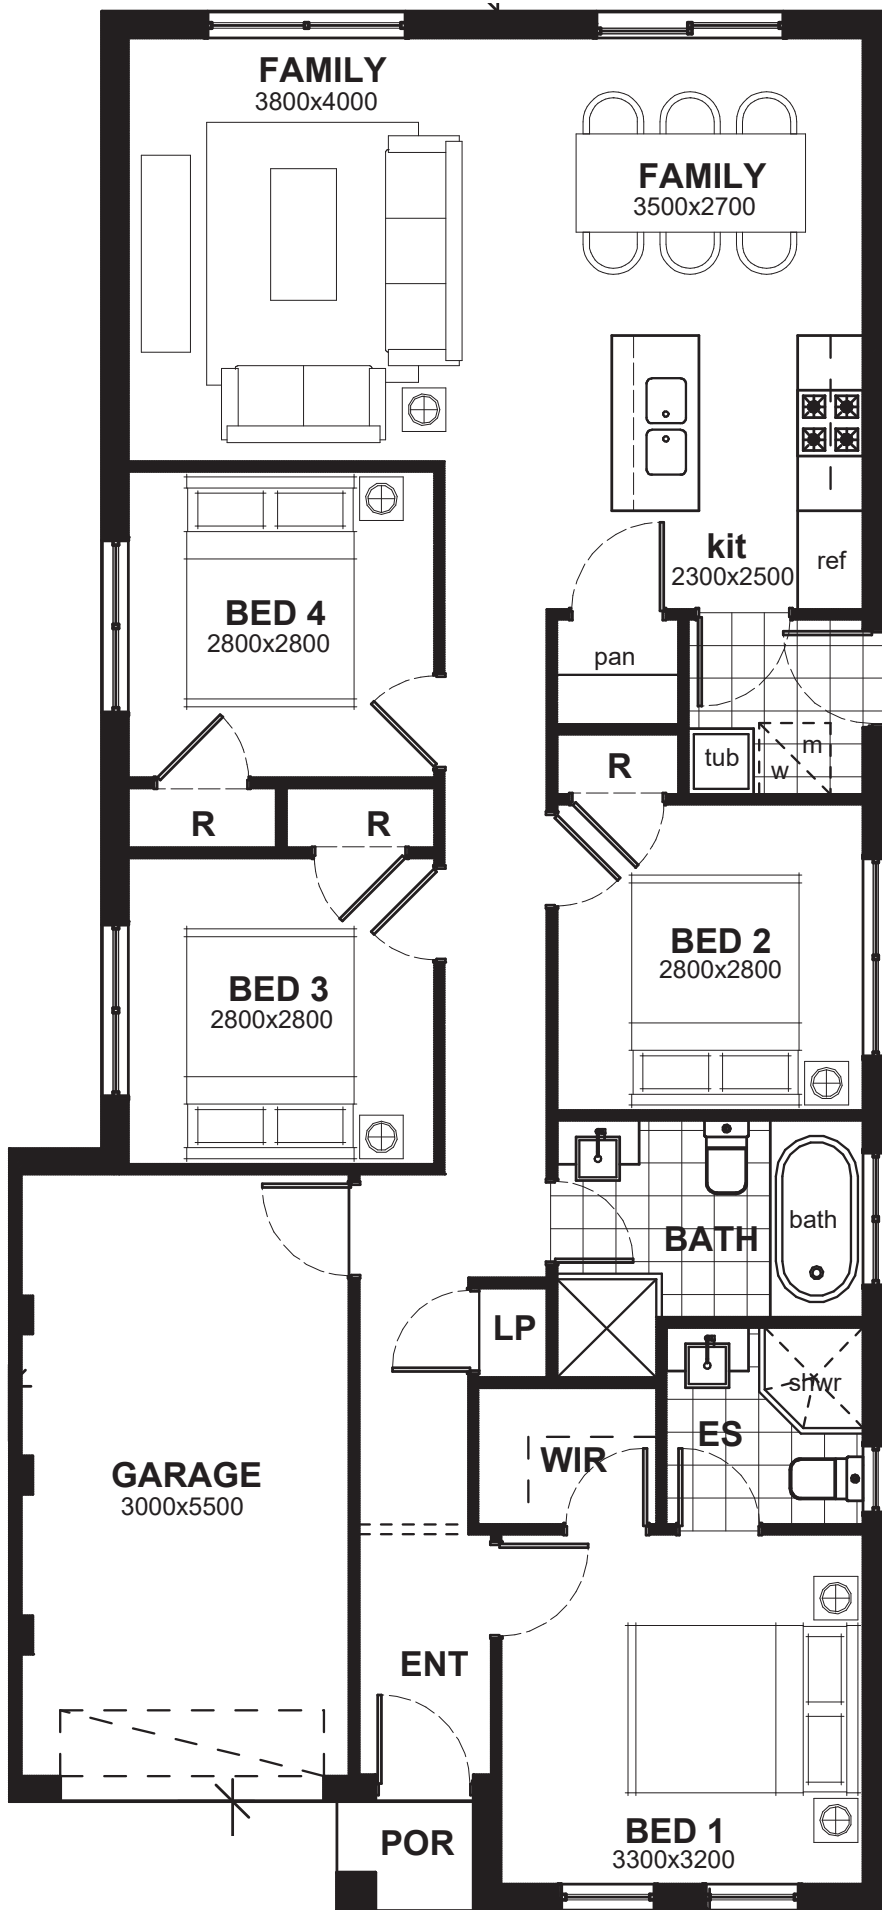 FAMILY
3800x4000
FAMILY
3500x2700
kit
2300x2500
ref
BED 4
2800x2800
pan
tub
w
m
R
R
R
BED 2
2800x2800
BED 3
2800x2800
BATH
bath
LP
shwr
ES
WIR
GARAGE
3000x5500
ENT
POR
BED 1
3300x3200